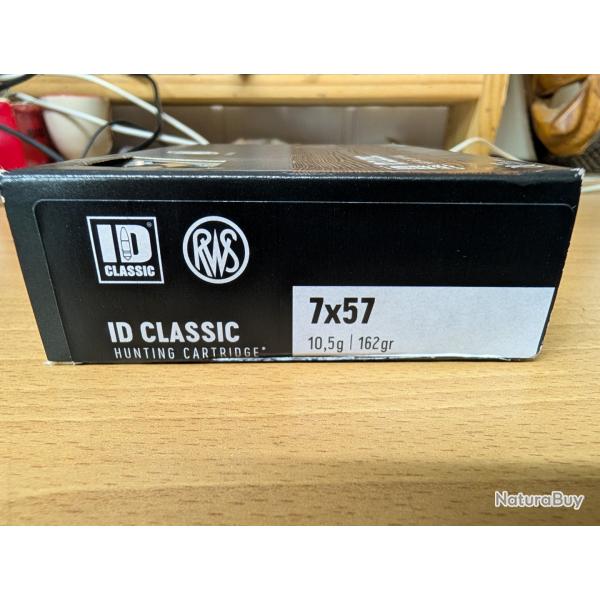 ID®
CLASSIC
RWS
ID CLASSIC
HUNTING CARTRIDGE®
7x57
10,5g | 162gr
NaturaBuy